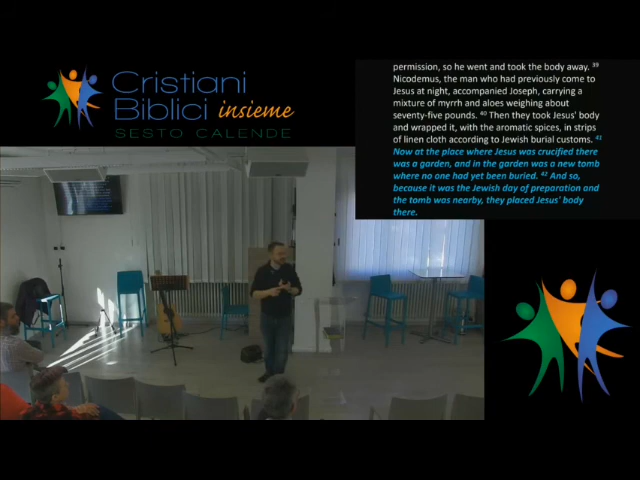 Cristiani
Biblici insieme
SESTO CALENDE
permission, so he went and took the body away. 39
Nicodemus, the man who had previously come to
Jesus at night, accompanied Joseph, carrying a
mixture of myrrh and aloes weighing about
seventy-five pounds. 40 Then they took Jesus' body
and wrapped it, with the aromatic spices, in strips
of linen cloth according to Jewish burial customs. 41
Now at the place where Jesus was crucified there
was a garden, and in the garden was a new tomb
where no one had yet been buried. 42 And so,
because it was the Jewish day of preparation and
the tomb was nearby, they placed Jesus' body
there.